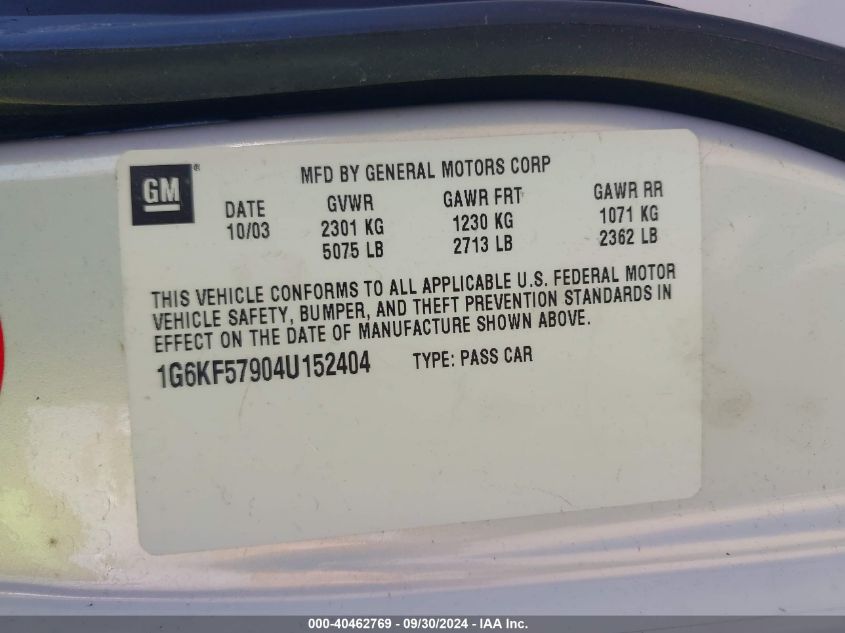 GM ®
MFD BY GENERAL MOTORS CORP
DATE GVWR GAWR FRT GAWR RR
10/03 2301 KG 1230 KG 1071 KG
5075 LB 2713 LB 2362 LB
THIS VEHICLE CONFORMS TO ALL APPLICABLE U.S. FEDERAL MOTOR
VEHICLE SAFETY, BUMPER, AND THEFT PREVENTION STANDARDS IN
EFFECT ON THE DATE OF MANUFACTURE SHOWN ABOVE.
1G6KF57904U152404 TYPE: PASS CAR
000-40462769 - 09/30/2024 - IAA Inc.